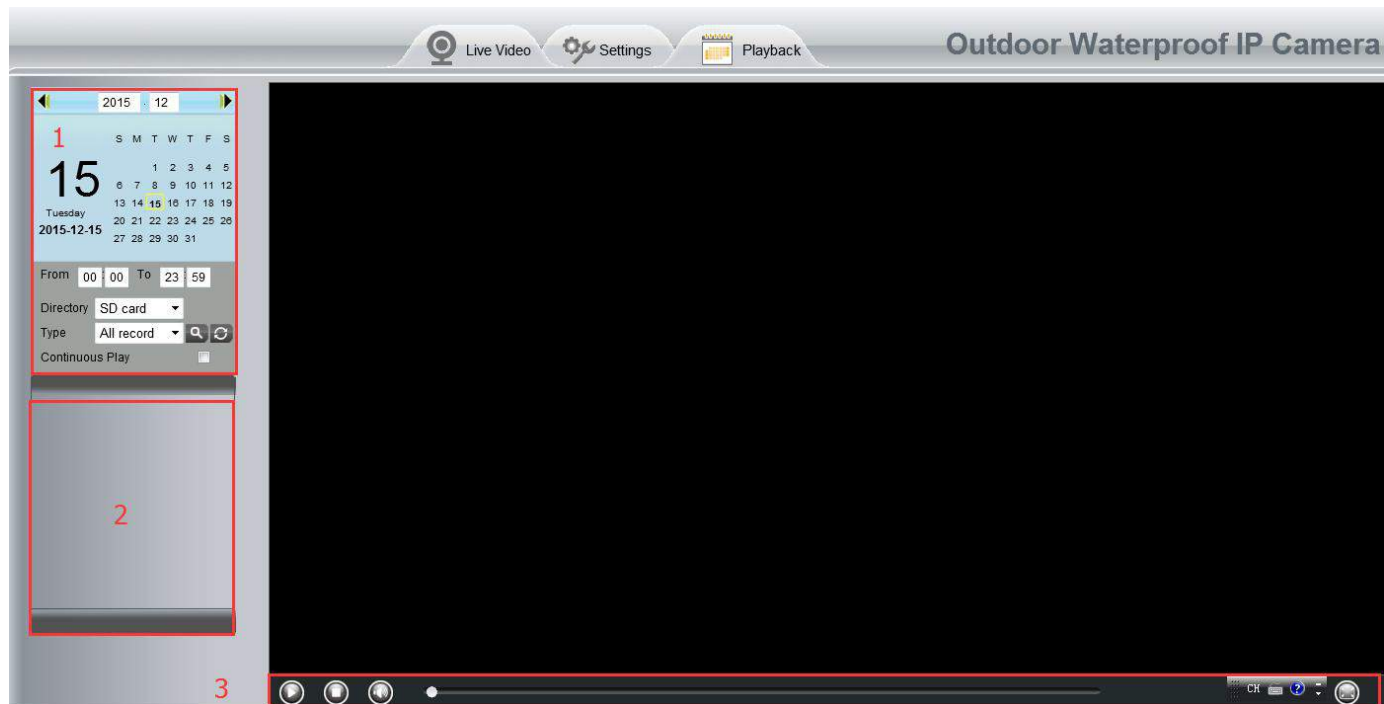 Live Video Settings Playback Outdoor Waterproof IP Camera
2015 . 12
1
S M T W T F S
1 2 3 4 5
6 7 8 9 10 11 12
13 14 15 16 17 18 19
20 21 22 23 24 25 26
27 28 29 30 31
15
Tuesday
2015-12-15
From 00 : 00 To 23 : 59
Directory SD card
Type All record
Continuous Play
2
3
CH ?